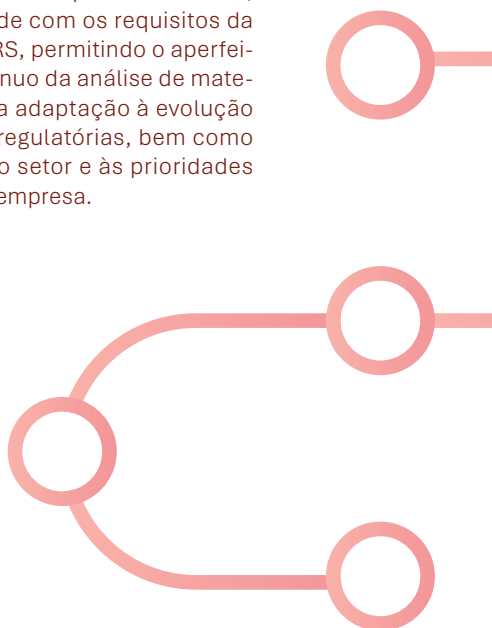 de com os requisitos da
RS, permitindo o aperfei-
nuo da análise de mate-
a adaptação à evolução
regulatórias, bem como
o setor e às prioridades
empresa.